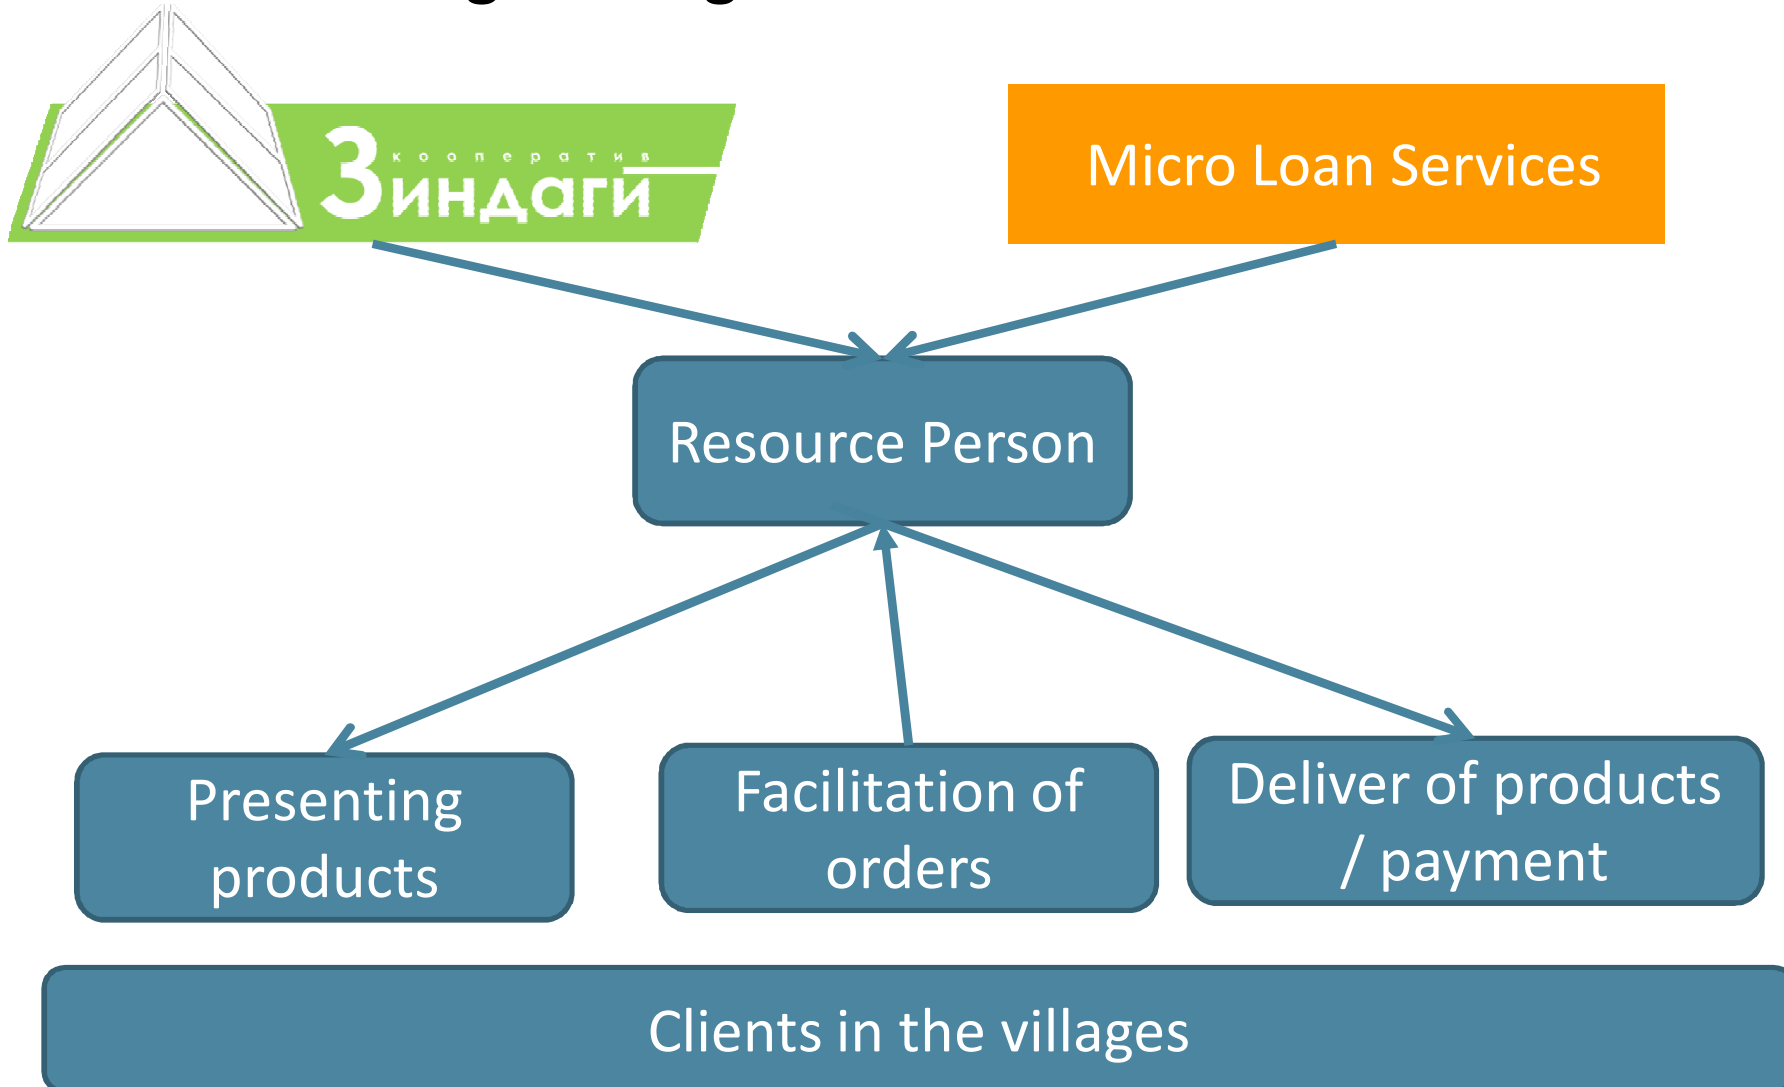 кооператив
Зиндаги
Micro Loan Services
Resource Person
Presenting
products
Facilitation of
orders
Deliver of products
/ payment
Clients in the villages